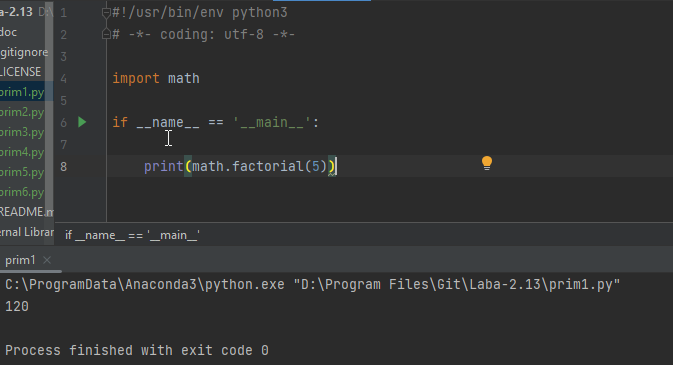 a-2.13 D:\
doc
gitignore
LICENSE
prim1.py
prim2.py
prim3.py
prim4.py
prim5.py
prim6.py
README.m
ernal Librar
1 #!/usr/bin/env python3
2 # -*- coding: utf-8 -*-
3
4 import math
5
6 if __name__ == '__main__':
7
8 print(math.factorial(5))
if __name__ == '__main__'
prim1 ×
C:\ProgramData\Anaconda3\python.exe "D:\Program Files\Git\Laba-2.13\prim1.py"
120
Process finished with exit code 0